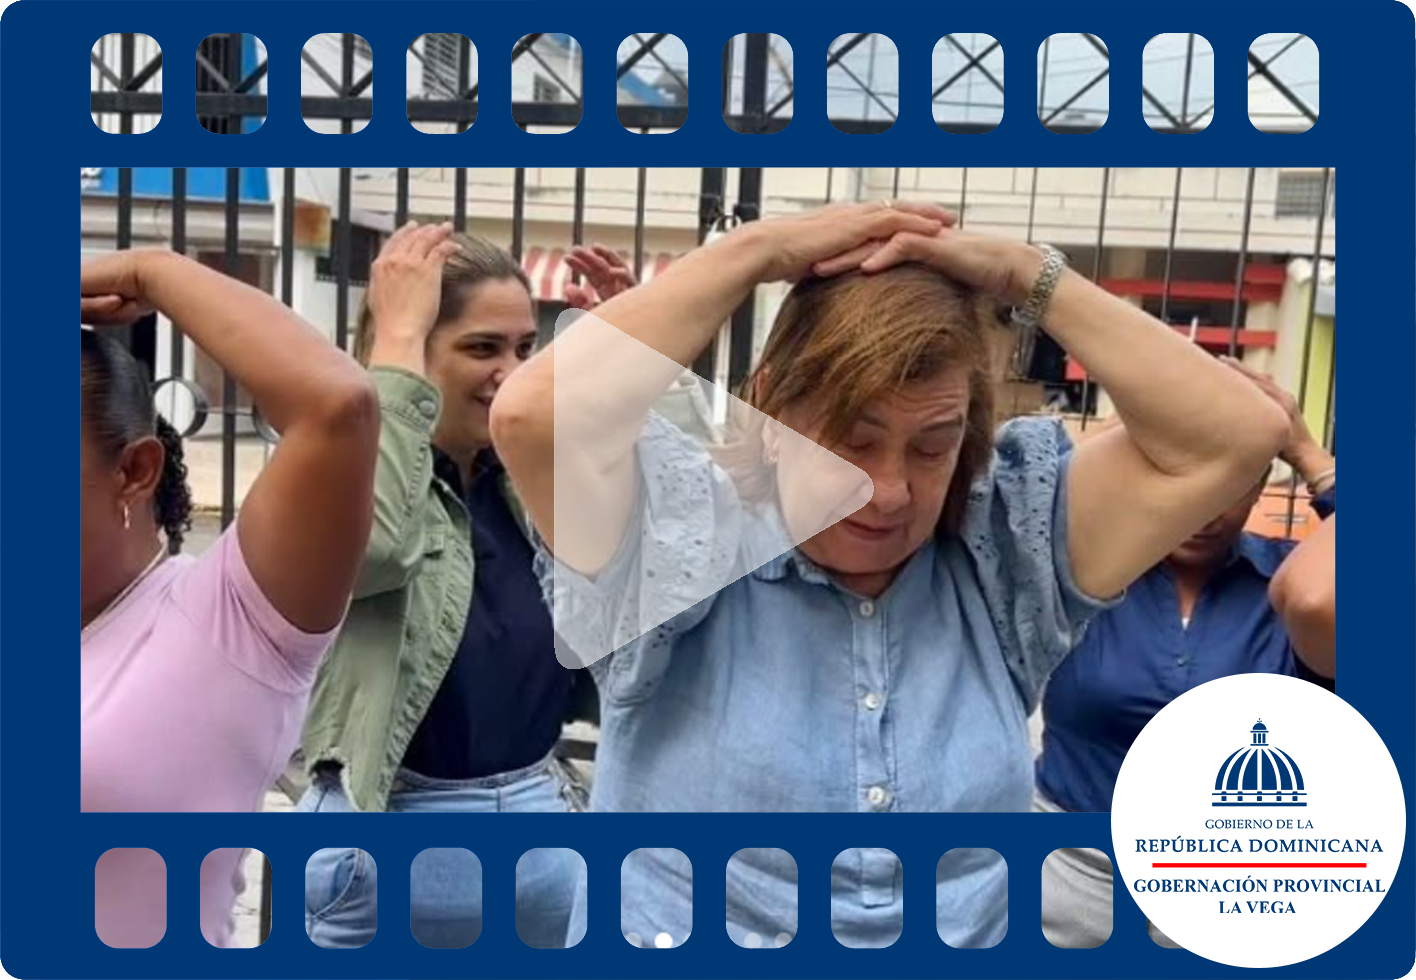 GOBIERNO DE LA
REPÚBLICA DOMINICANA
GOBERNACIÓN PROVINCIAL
LA VEGA